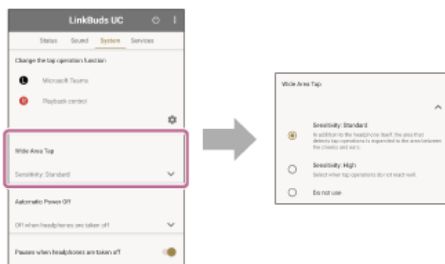 LinkBuds UC
Status Sound System Services
Change the tap operation function
L Microsoft Teams
R Playback control
Wide Area Tap
Sensitivity: Standard
Automatic Power Off
Off when headphones are taken off
Pauses when headphones are taken off
Wide Area Tap
Sensitivity: Standard
In addition to the headphone itself, the area that
detects tap operations is expanded to the area between
the cheeks and ears.
Sensitivity: High
Select when tap operations do not react well
Do not use